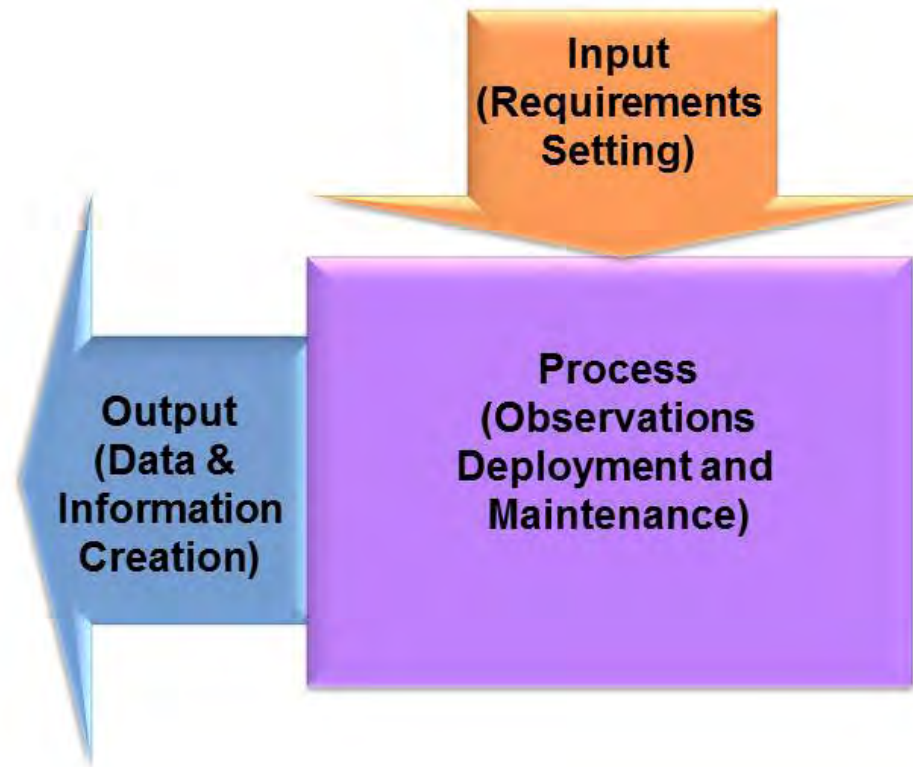 Input
(Requirements
Setting)
Process
(Observations
Deployment and
Maintenance)
Output
(Data &
Information
Creation)